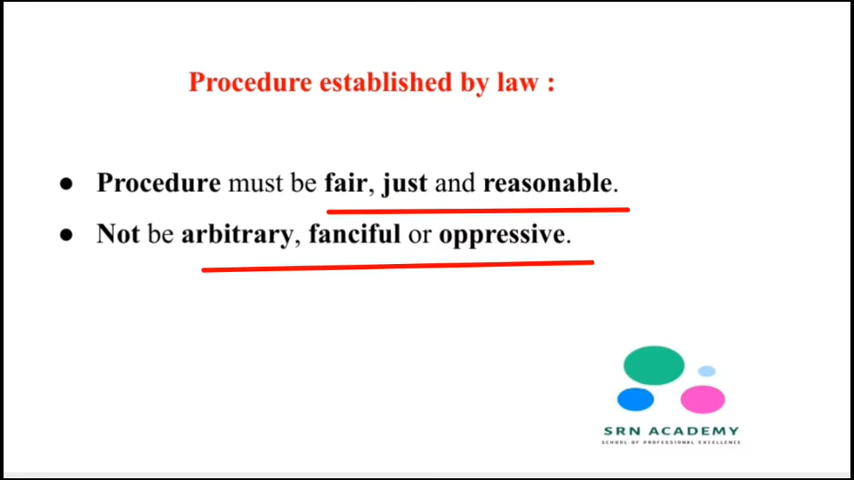 Procedure established by law :
● Procedure must be fair, just and reasonable.
● Not be arbitrary, fanciful or oppressive.
SRN ACADEMY
SCHOOL OF PROFESSIONAL EXCELLENCE